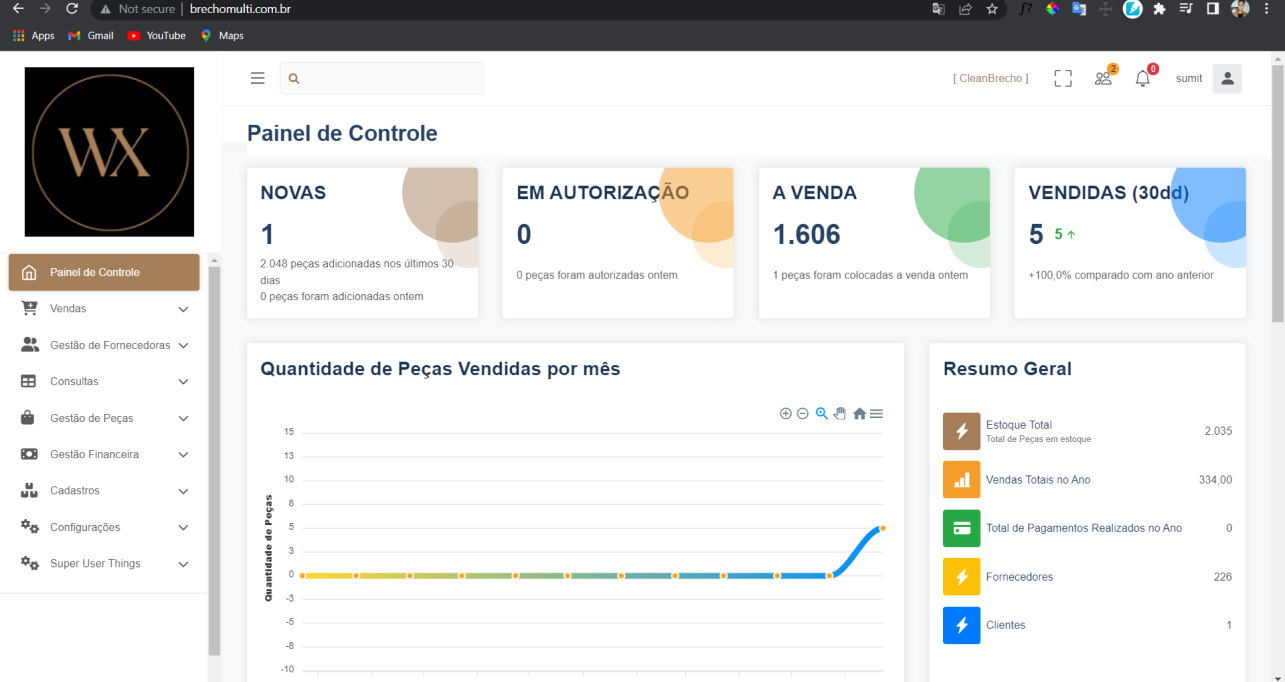 Not secure | brechomulti.com.br
Apps Gmail YouTube Maps
WX
[ CleanBrecho ] 2 0 sumit
Painel de Controle
Vendas
Gestão de Fornecedoras
Consultas
Gestão de Peças
Gestão Financeira
Cadastros
Configurações
Super User Things
Painel de Controle
NOVAS
1
2.048 peças adicionadas nos últimos 30
dias
0 peças foram adicionadas ontem
EM AUTORIZAÇÃO
0
0 peças foram autorizadas ontem
A VENDA
1.606
1 peças foram colocadas a venda ontem
VENDIDAS (30dd)
5 5
+100,0% comparado com ano anterior
Quantidade de Peças Vendidas por mês
Quantidade de Peças
15
13
10
8
5
3
0
-3
-5
-8
-10
Resumo Geral
Estoque Total 2.035
Total de Peças em estoque
Vendas Totais no Ano 334,00
Total de Pagamentos Realizados no Ano 0
Fornecedores 226
Clientes 1